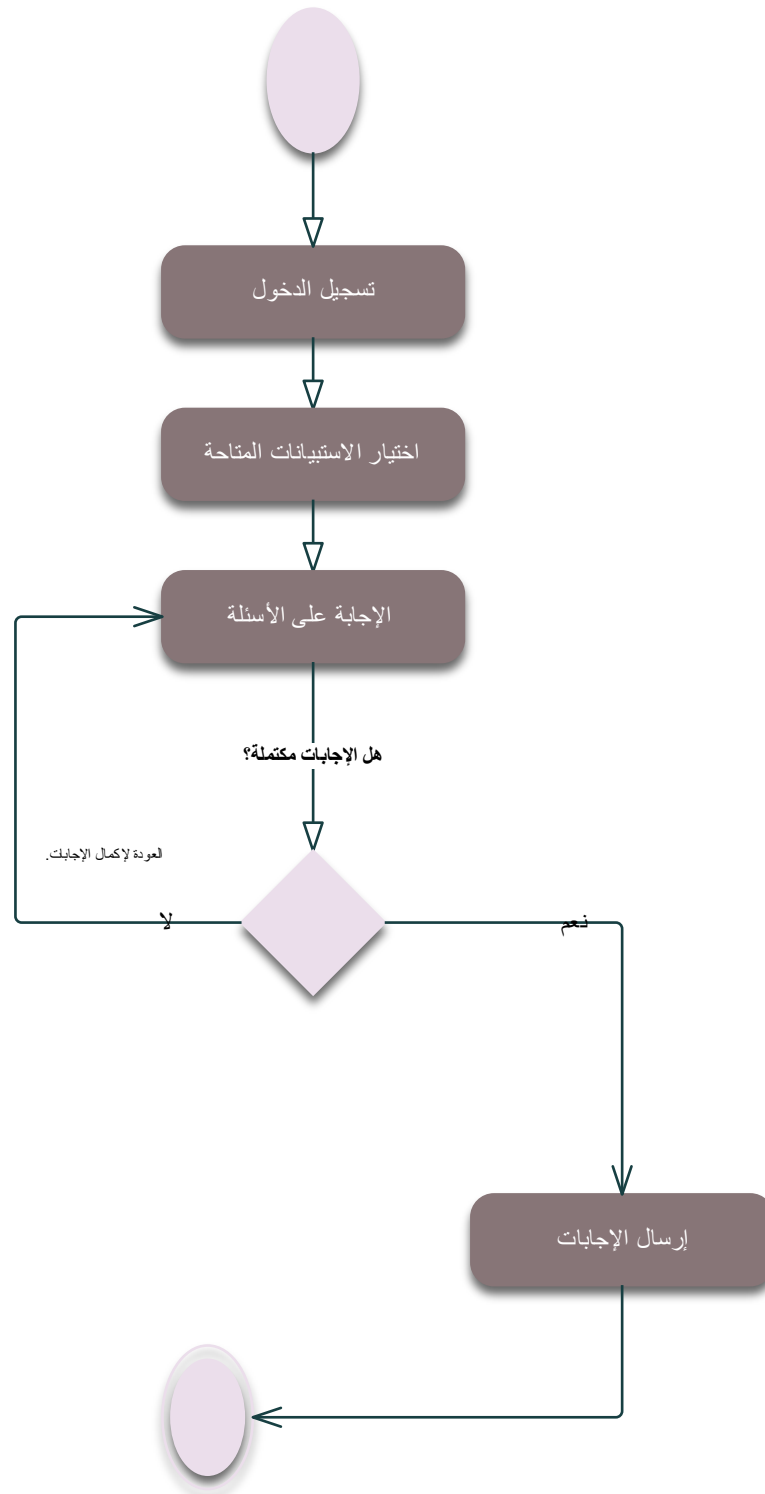 تسجيل الدخول
اختيار الاستبيانات المتاحة
الإجابة على الأسئلة
هل الإجابات مكتملة؟
العودة لإكمال الإجابات.
نعم
لا
إرسال الإجابات